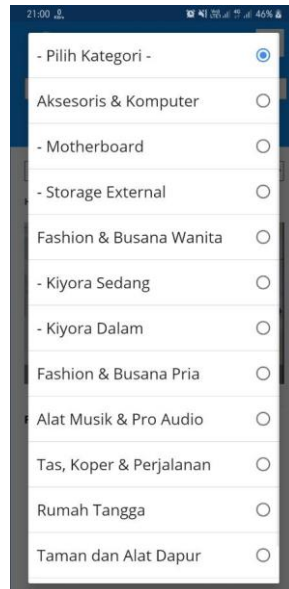 21:00
46%
- Pilih Kategori -
Aksesoris & Komputer
- Motherboard
- Storage External
Fashion & Busana Wanita
- Kiyora Sedang
- Kiyora Dalam
Fashion & Busana Pria
Alat Musik & Pro Audio
Tas, Koper & Perjalanan
Rumah Tangga
Taman dan Alat Dapur